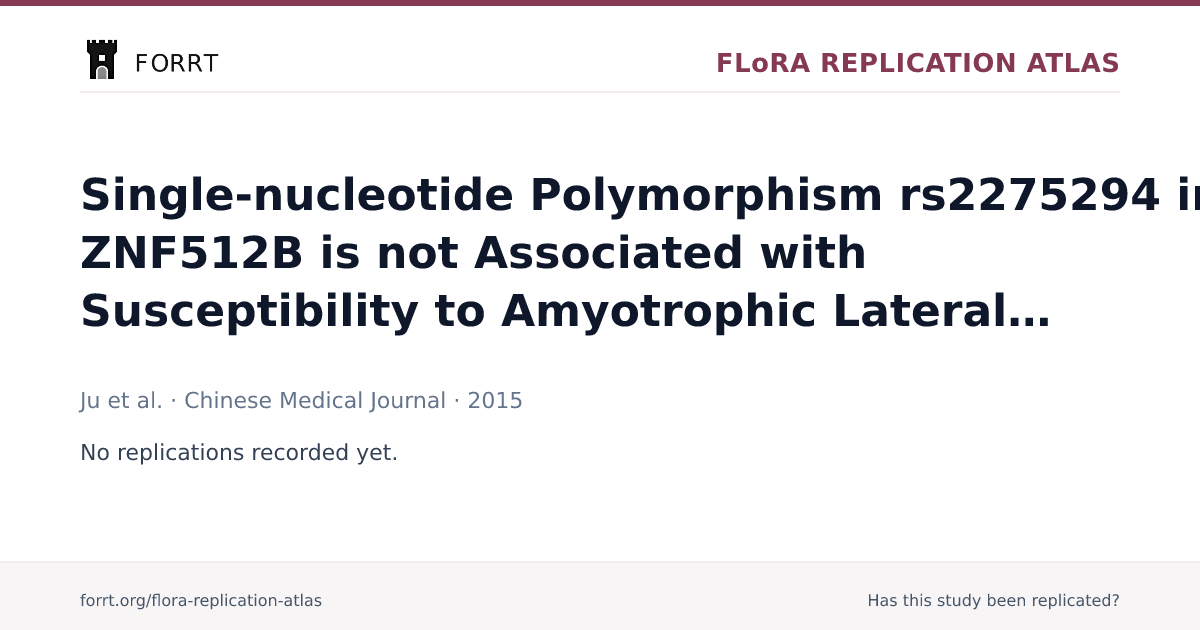 FORRT
FLoRA REPLICATION ATLAS
Single-nucleotide Polymorphism rs2275294
ZNF512B is not Associated with
Susceptibility to Amyotrophic Lateral…
Ju et al. · Chinese Medical Journal · 2015
No replications recorded yet.
forrt.org/flora-replication-atlas
Has this study been replicated?